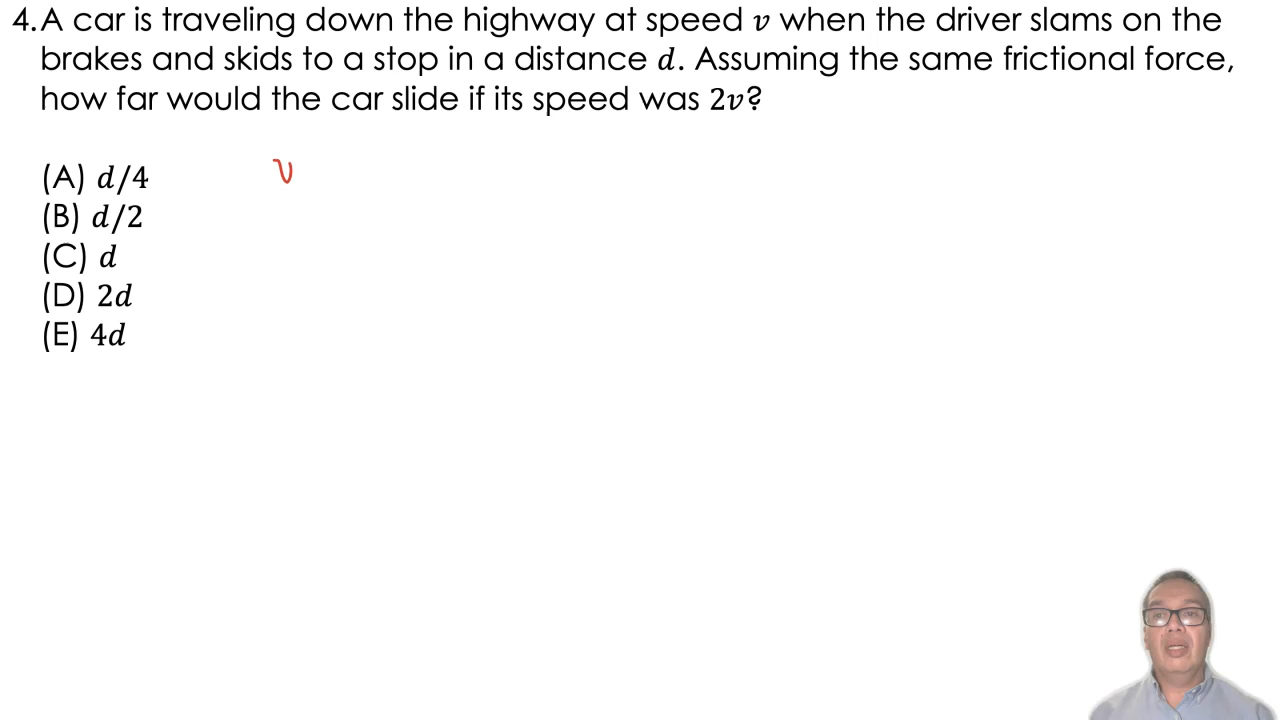 4. A car is traveling down the highway at speed v when the driver slams on the
brakes and skids to a stop in a distance d. Assuming the same frictional force,
how far would the car slide if its speed was 2v?
(A) d/4
v
(B) d/2
(C) d
(D) 2d
(E) 4d